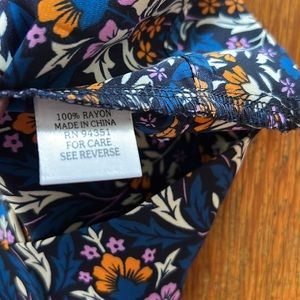 100% RAYON
MADE IN CHINA
RN 94351
FOR CARE
SEE REVERSE